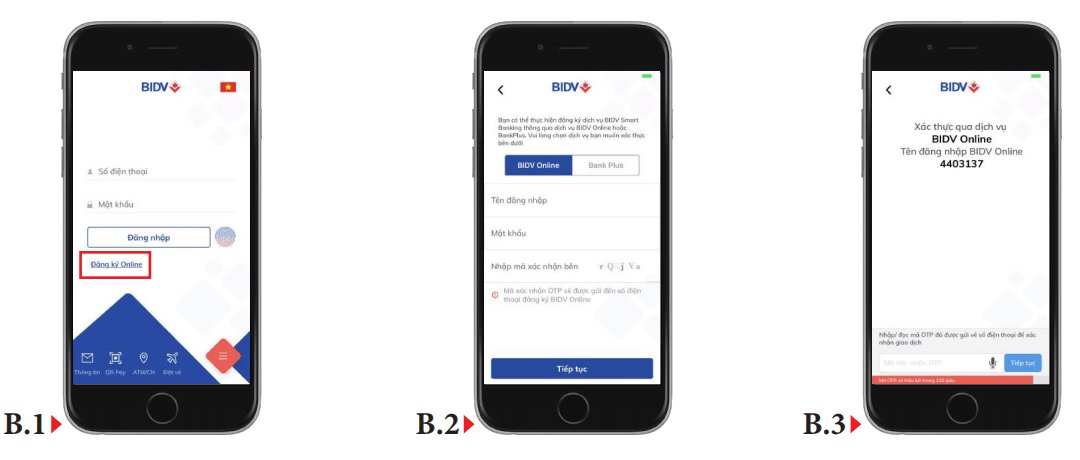 BIDV
Số điện thoại
Mật khẩu
Đăng nhập
Đăng ký Online
Thông tin QR Pay ATM/CN Đặt vé
B.1
BIDV
Bạn có thể thực hiện đăng ký dịch vụ BIDV Smart
Banking thông qua dịch vụ BIDV Online hoặc
BankPlus. Vui lòng chọn dịch vụ bạn muốn xác thực
bên dưới
BIDV Online Bank Plus
Tên đăng nhập
Mật khẩu
Nhập mã xác nhận bên
Mã xác nhận OTP sẽ được gửi đến số điện
thoại đăng ký BIDV Online
Tiếp tục
B.2
BIDV
Xác thực qua dịch vụ
BIDV Online
Tên đăng nhập BIDV Online
4403137
Nhập/ đọc mã OTP đã được gửi về số điện thoại để xác
nhận giao dịch
Mã xác nhận OTP Tiếp tục
Mã OTP có hiệu lực trong 149 giây
B.3